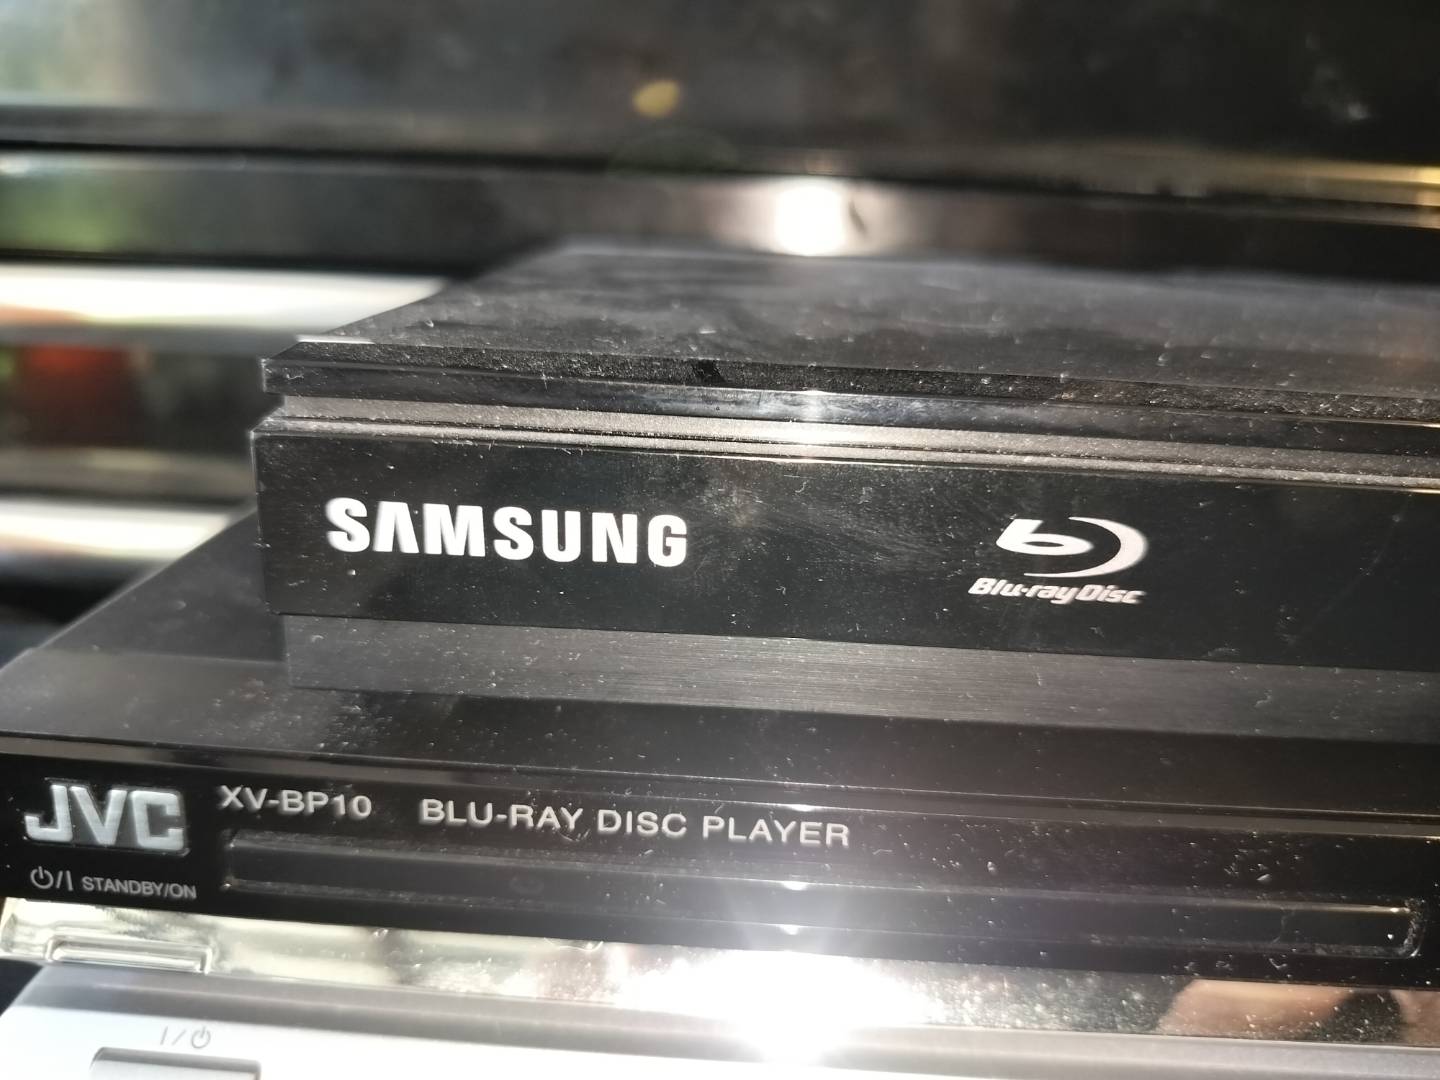 SAMSUNG
Blu-ray Disc
JVC XV-BP10 BLU-RAY DISC PLAYER
STANDBY/ON